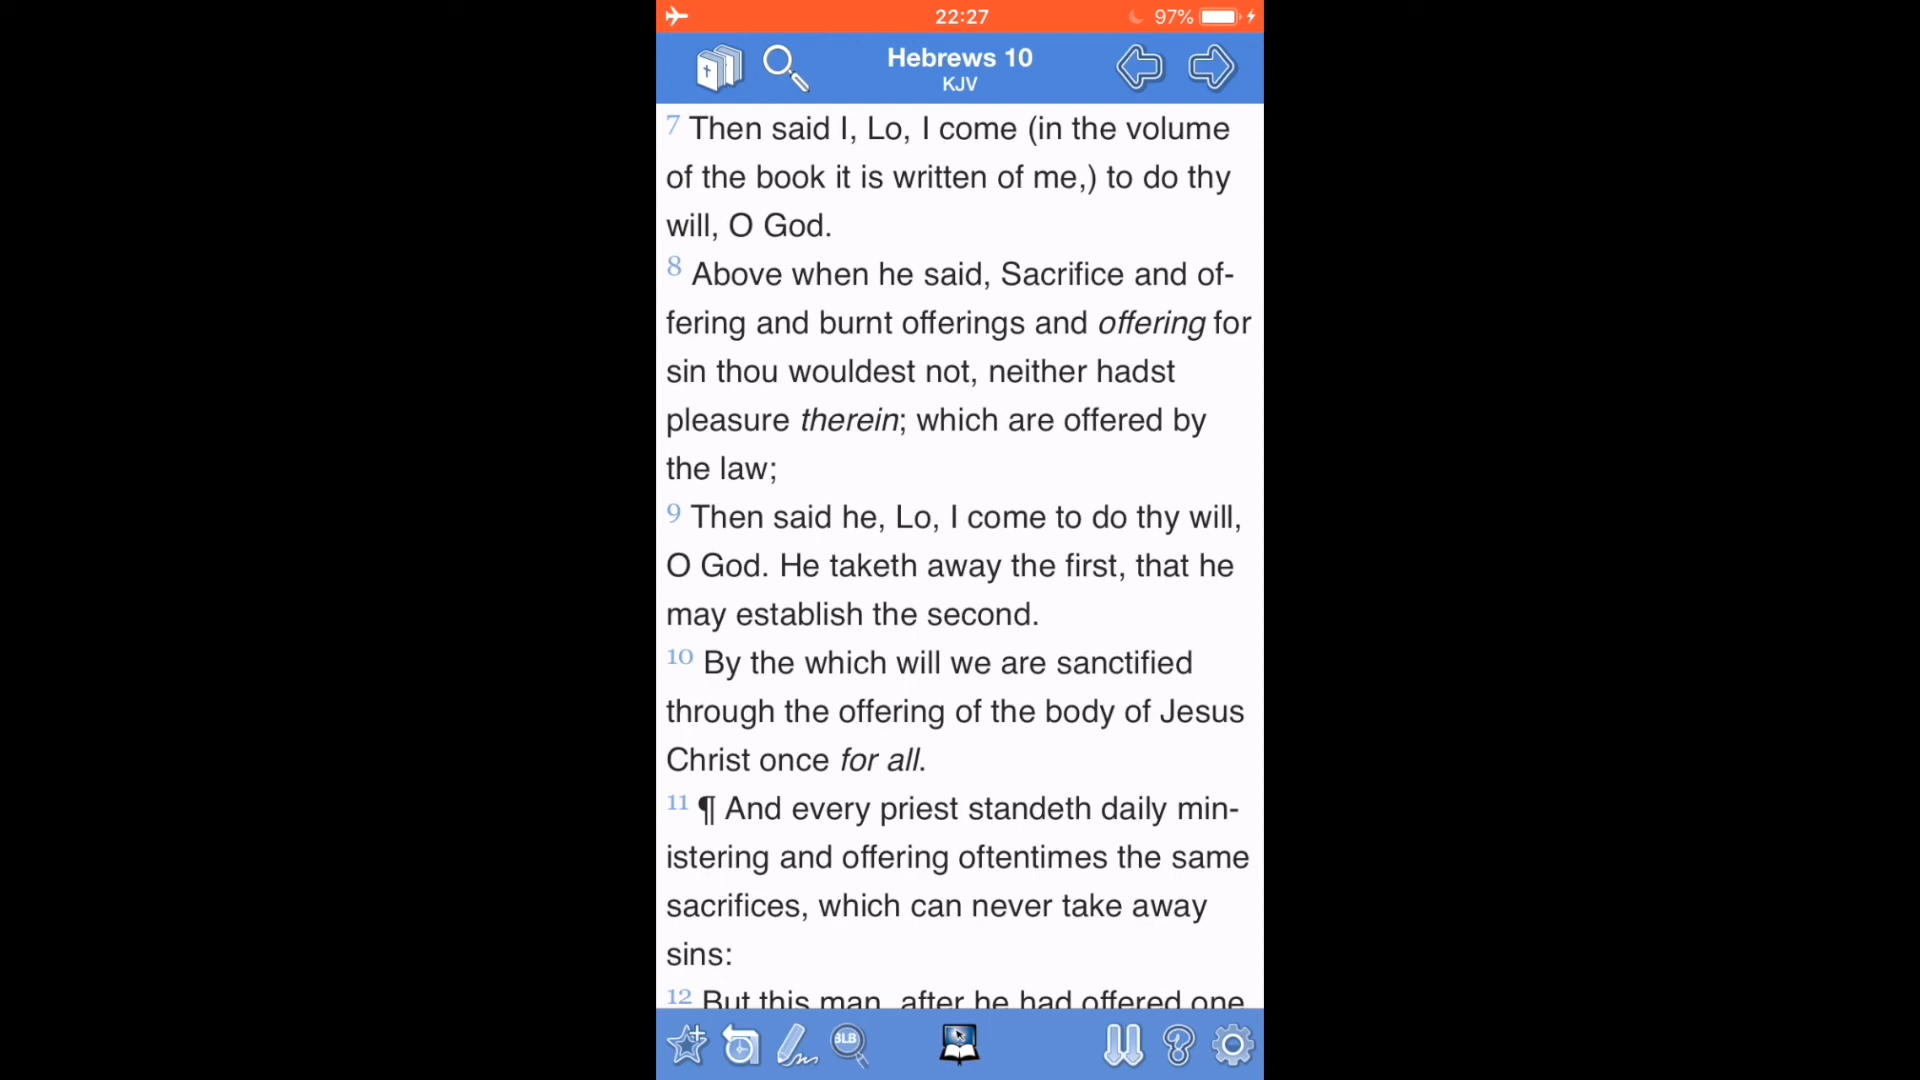 22:27
97%
Hebrews 10
KJV
7 Then said I, Lo, I come (in the volume
of the book it is written of me,) to do thy
will, O God.
8 Above when he said, Sacrifice and of-
fering and burnt offerings and offering for
sin thou wouldest not, neither hadst
pleasure therein; which are offered by
the law;
9 Then said he, Lo, I come to do thy will,
O God. He taketh away the first, that he
may establish the second.
10 By the which will we are sanctified
through the offering of the body of Jesus
Christ once for all.
11 ¶ And every priest standeth daily min-
istering and offering oftentimes the same
sacrifices, which can never take away
sins:
12 But this man, after he had offered one
BLB